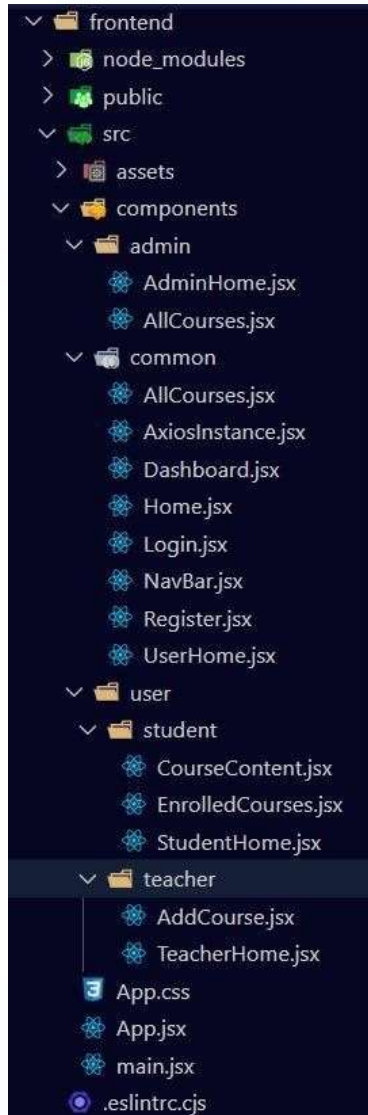 frontend
node_modules
public
src
assets
components
admin
AdminHome.jsx
AllCourses.jsx
common
AllCourses.jsx
AxiosInstance.jsx
Dashboard.jsx
Home.jsx
Login.jsx
NavBar.jsx
Register.jsx
UserHome.jsx
user
student
CourseContent.jsx
EnrolledCourses.jsx
StudentHome.jsx
teacher
AddCourse.jsx
TeacherHome.jsx
App.css
App.jsx
main.jsx
.eslintrc.cjs